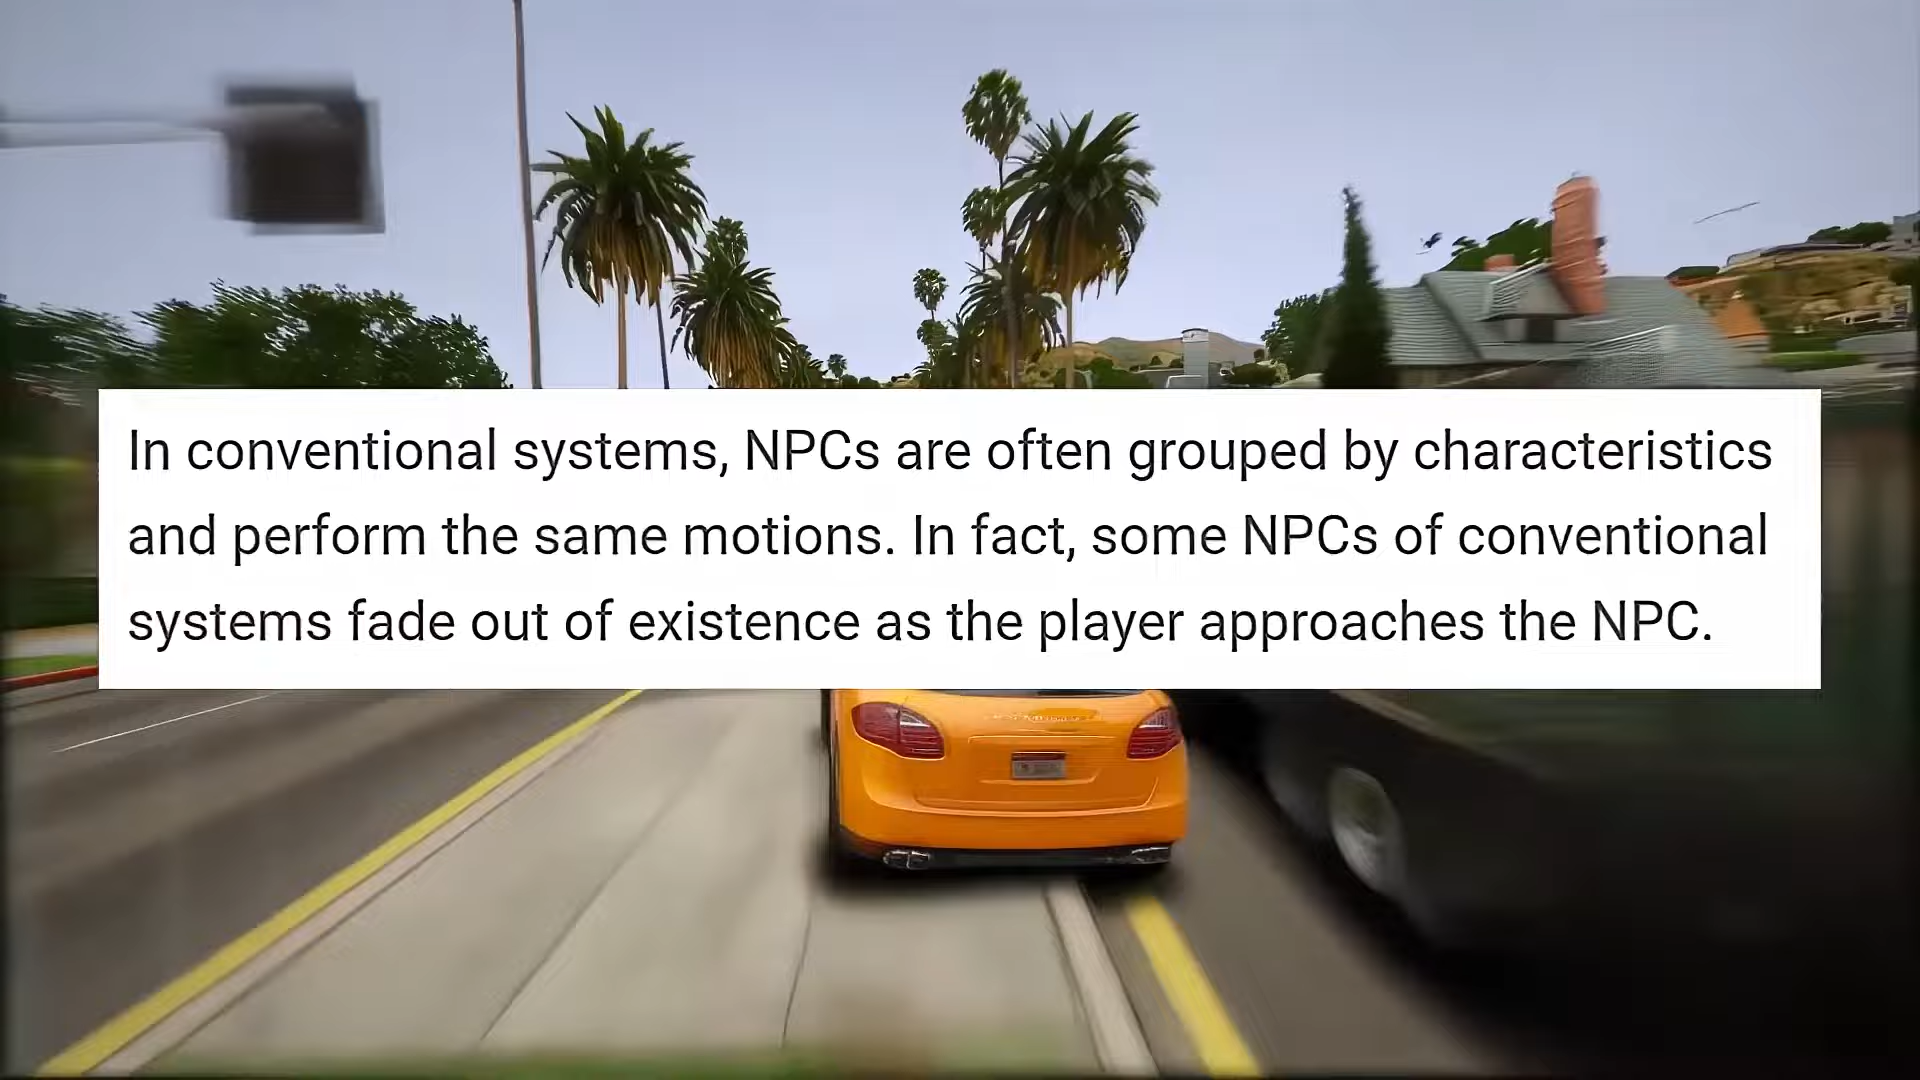 In conventional systems, NPCs are often grouped by characteristics
and perform the same motions. In fact, some NPCs of conventional
systems fade out of existence as the player approaches the NPC.